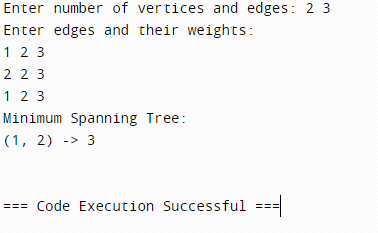 Enter number of vertices and edges: 2 3
Enter edges and their weights:
1 2 3
2 2 3
1 2 3
Minimum Spanning Tree:
(1, 2) -> 3
=== Code Execution Successful ===